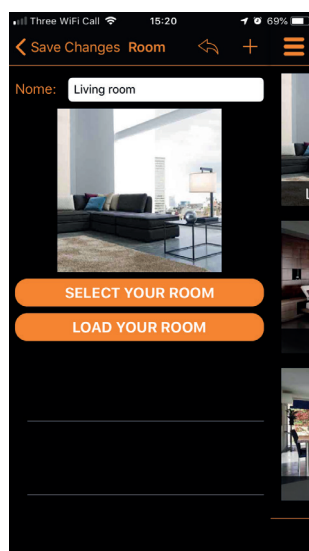 Three WiFi Call 15:20 69%
Save Changes Room
Nome: Living room
SELECT YOUR ROOM
LOAD YOUR ROOM